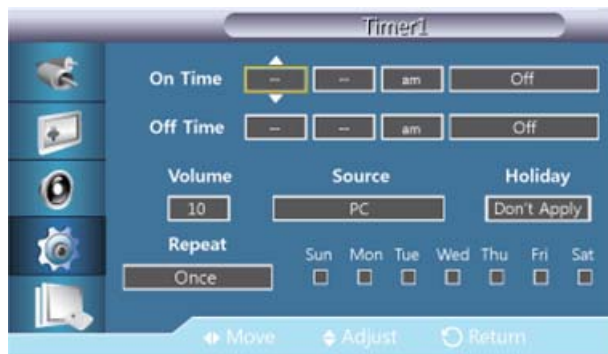 Timer1
On Time -- -- am Off
Off Time -- -- am Off
Volume Source Holiday
10 PC Don't Apply
Repeat Sun Mon Tue Wed Thu Fri Sat
Once
Move Adjust Return